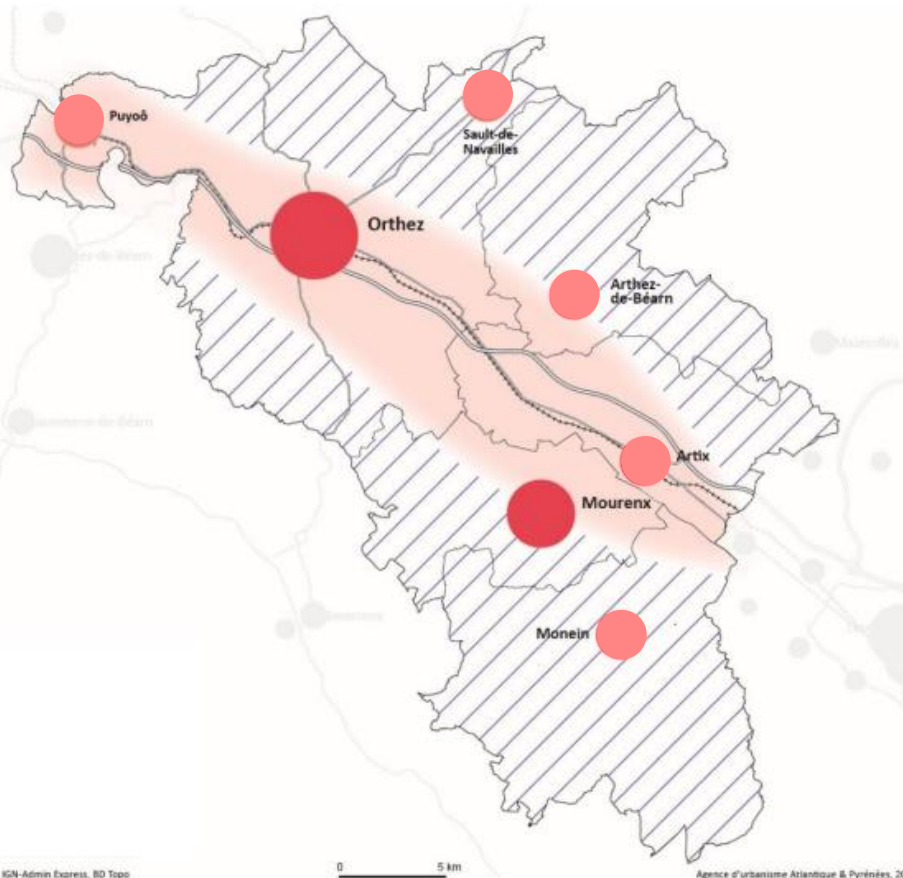 Puyoô
Sault-de-
Navailles
Orthez
Arthez-
de-Béarn
Artix
Mourenx
Monein
0
5 km
IGN-Admin Express, BD Topo
Agence d'urbanisme Atlantique & Pyrénées, 20